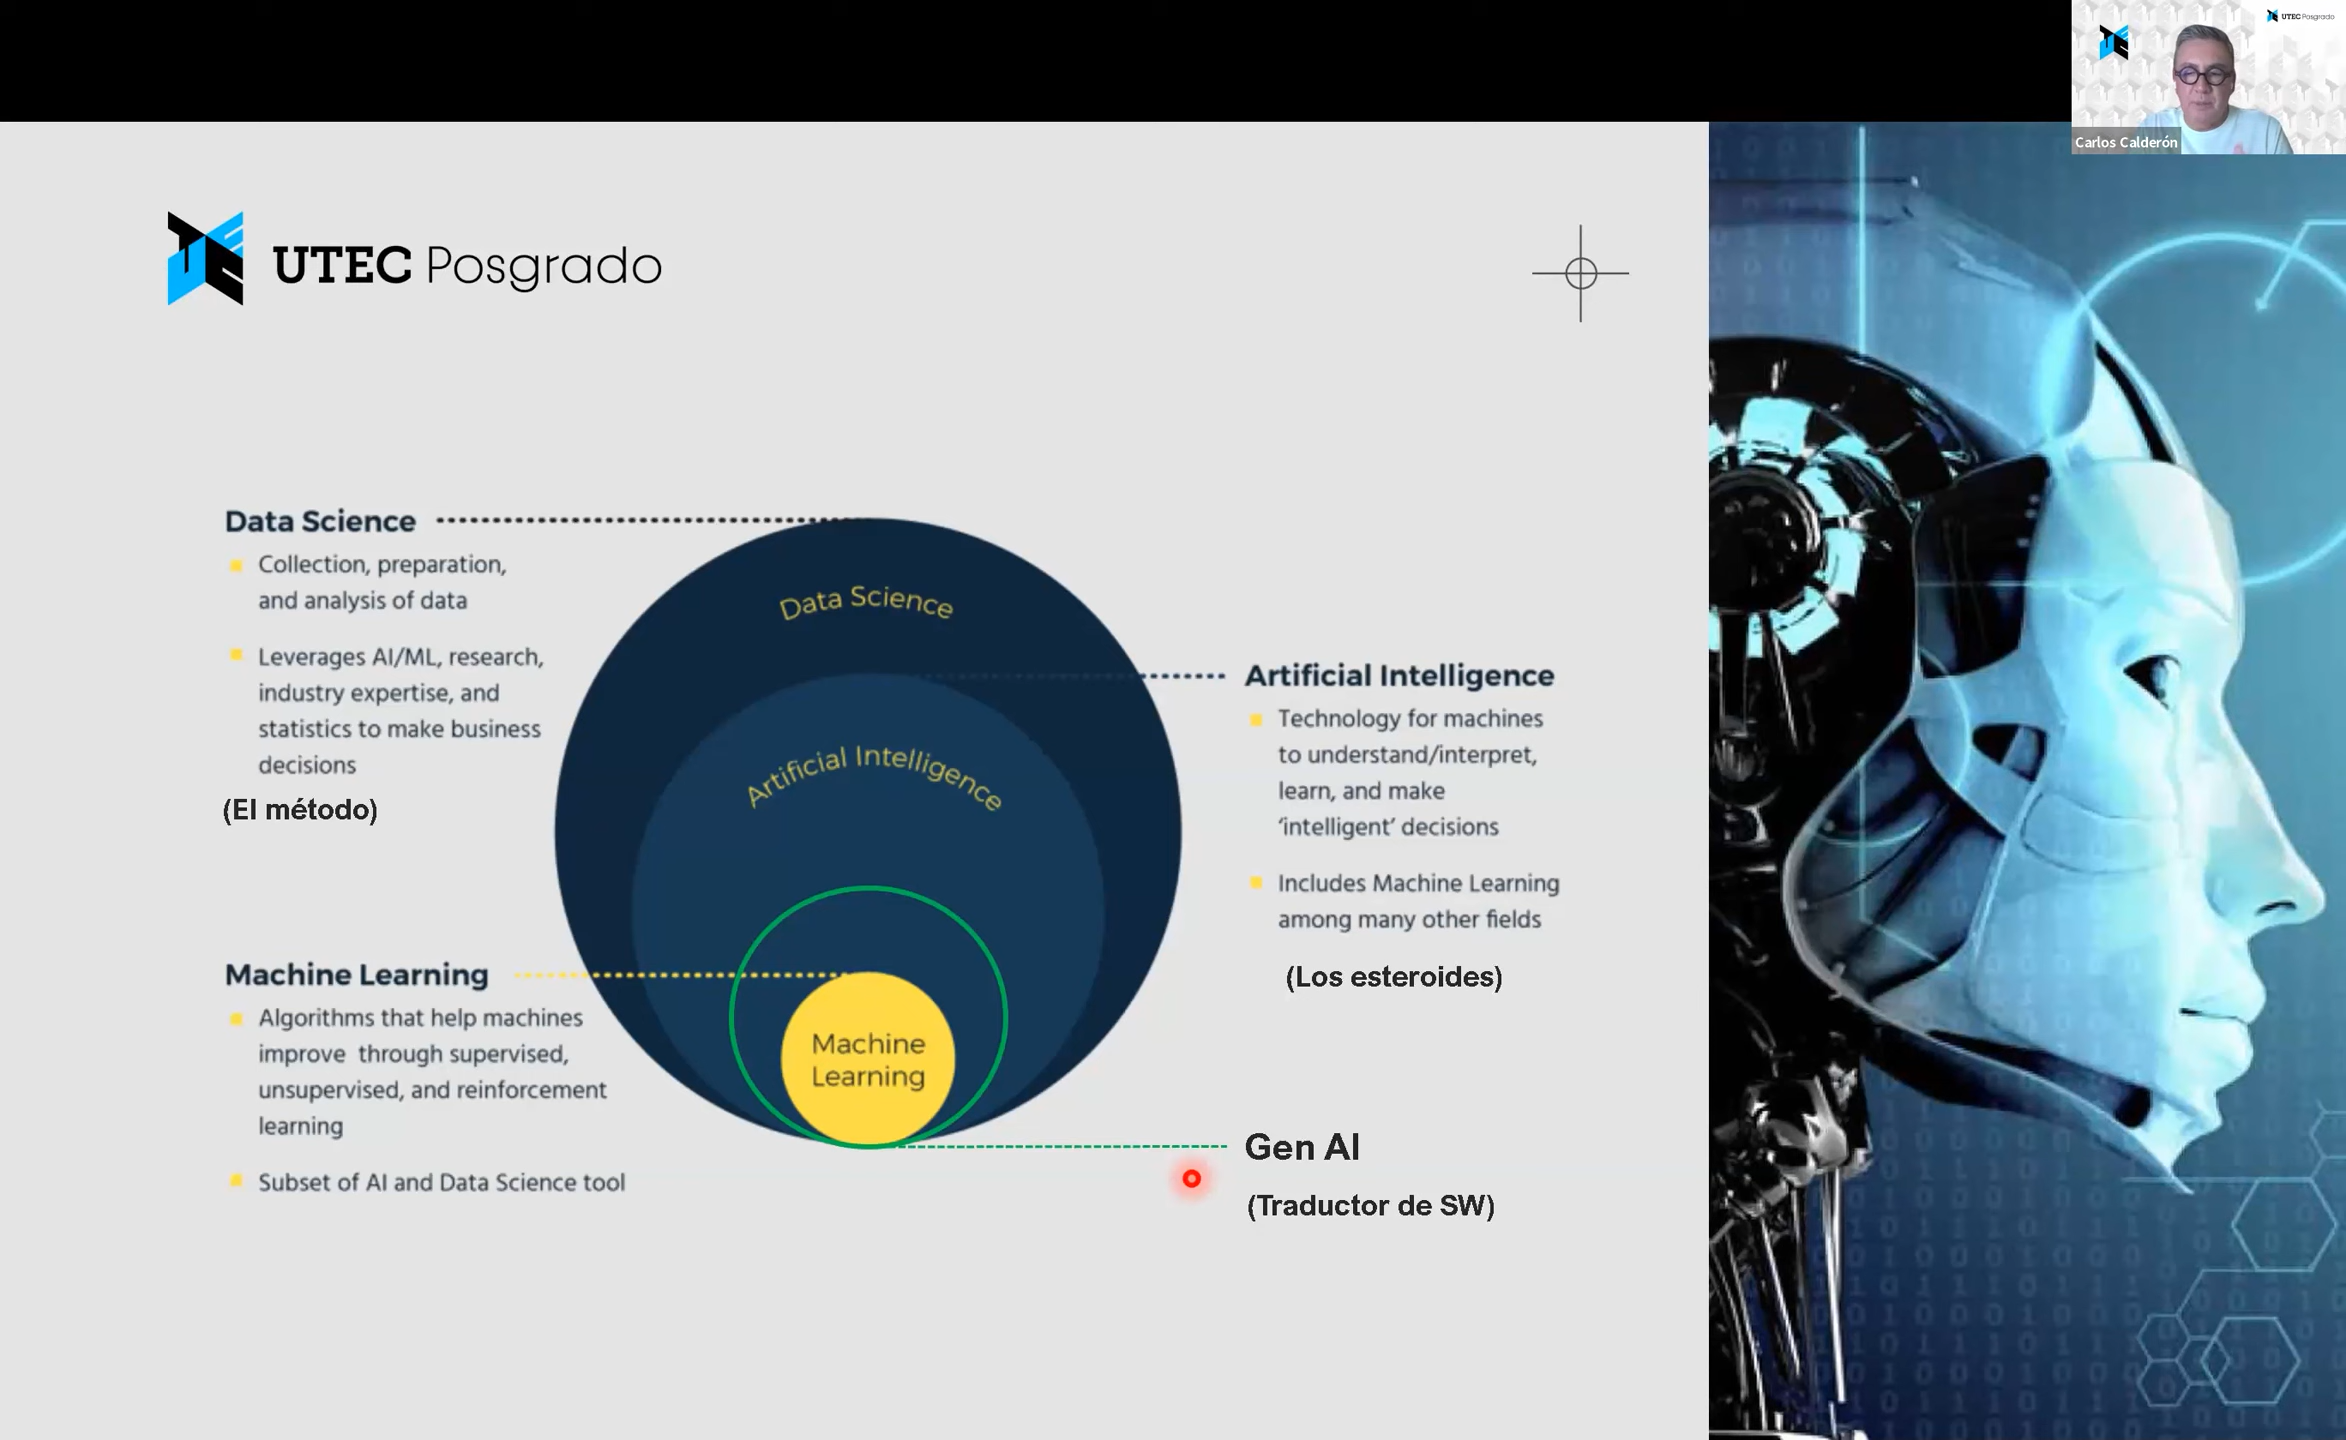 UTEC Posgrado
Carlos Calderón
UTEC Posgrado
Data Science
Collection, preparation,
and analysis of data
Leverages AI/ML, research,
industry expertise, and
statistics to make business
decisions
(El método)
Data Science
Artificial Intelligence
Machine
Learning
Artificial Intelligence
Technology for machines
to understand/interpret,
learn, and make
‘intelligent’ decisions
Includes Machine Learning
among many other fields
(Los esteroides)
Machine Learning
Algorithms that help machines
improve through supervised,
unsupervised, and reinforcement
learning
Subset of AI and Data Science tool
Gen AI
(Traductor de SW)